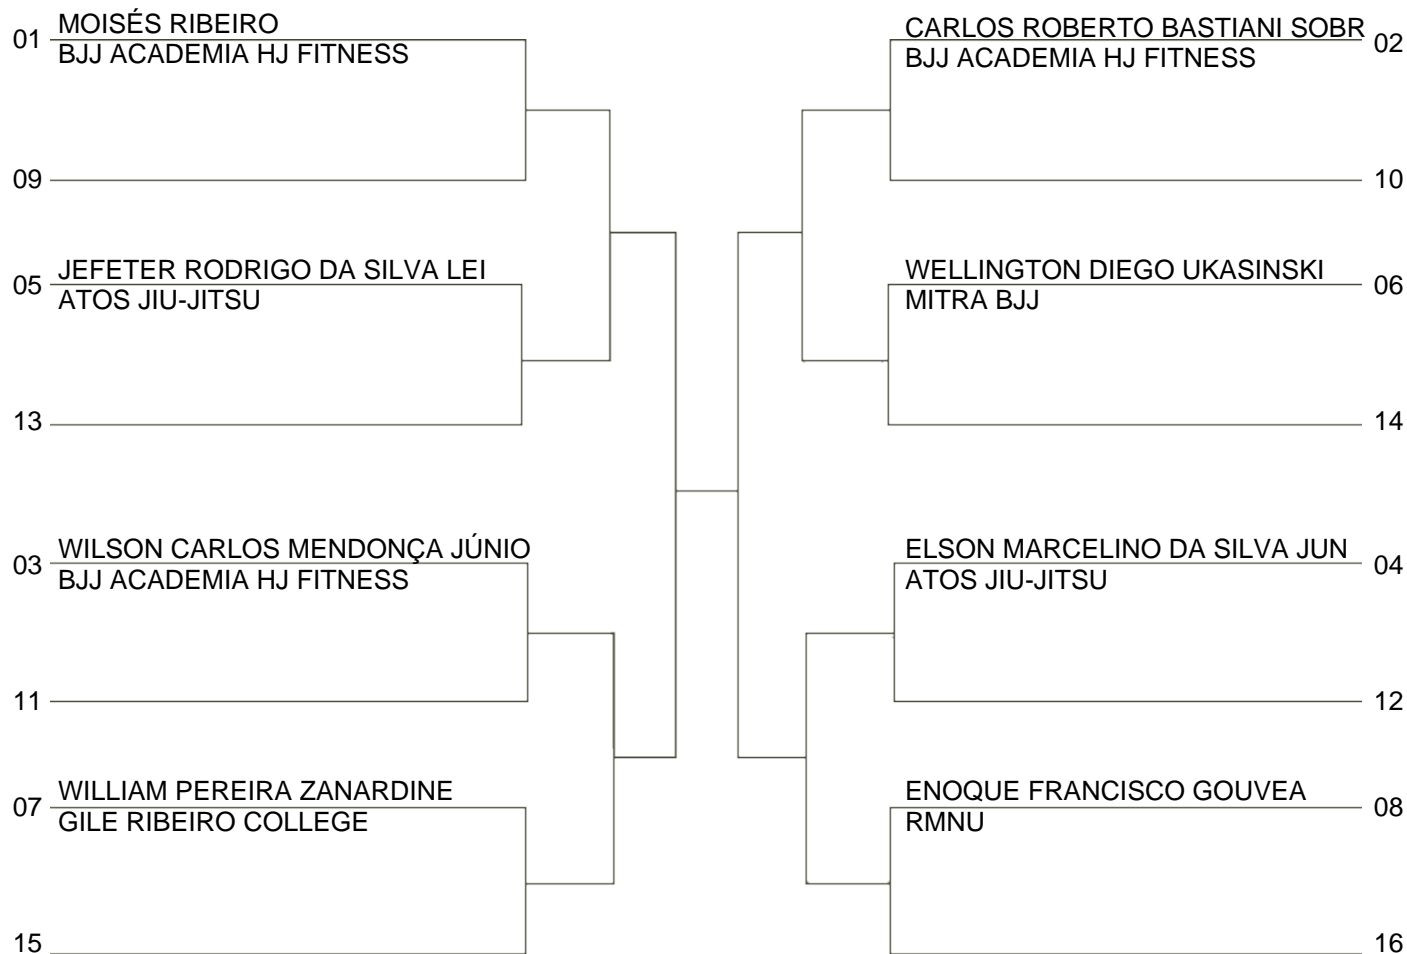 01
MOISÉS RIBEIRO
BJJ ACADEMIA HJ FITNESS
09
05
JEFETER RODRIGO DA SILVA LEI
ATOS JIU-JITSU
13
03
WILSON CARLOS MENDONÇA JÚNIO
BJJ ACADEMIA HJ FITNESS
11
07
WILLIAM PEREIRA ZANARDINE
GILE RIBEIRO COLLEGE
15
CARLOS ROBERTO BASTIANI SOBR
02
BJJ ACADEMIA HJ FITNESS
10
WELLINGTON DIEGO UKASINSKI
06
MITRA BJJ
14
ELSON MARCELINO DA SILVA JUN
04
ATOS JIU-JITSU
12
ENOQUE FRANCISCO GOUVEA
08
RMNU
16